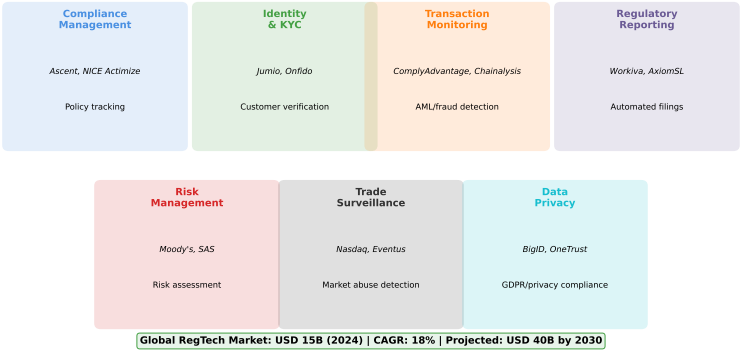 Compliance
Management
Ascent, NICE Actimize
Policy tracking
Identity
& KYC
Jumio, Onfido
Customer verification
Transaction
Monitoring
ComplyAdvantage, Chainalysis
AML/fraud detection
Regulatory
Reporting
Workiva, AxiomSL
Automated filings
Risk
Management
Moody's, SAS
Risk assessment
Trade
Surveillance
Nasdaq, Eventus
Market abuse detection
Data
Privacy
BigID, OneTrust
GDPR/privacy compliance
Global RegTech Market: USD 15B (2024) | CAGR: 18% | Projected: USD 40B by 2030